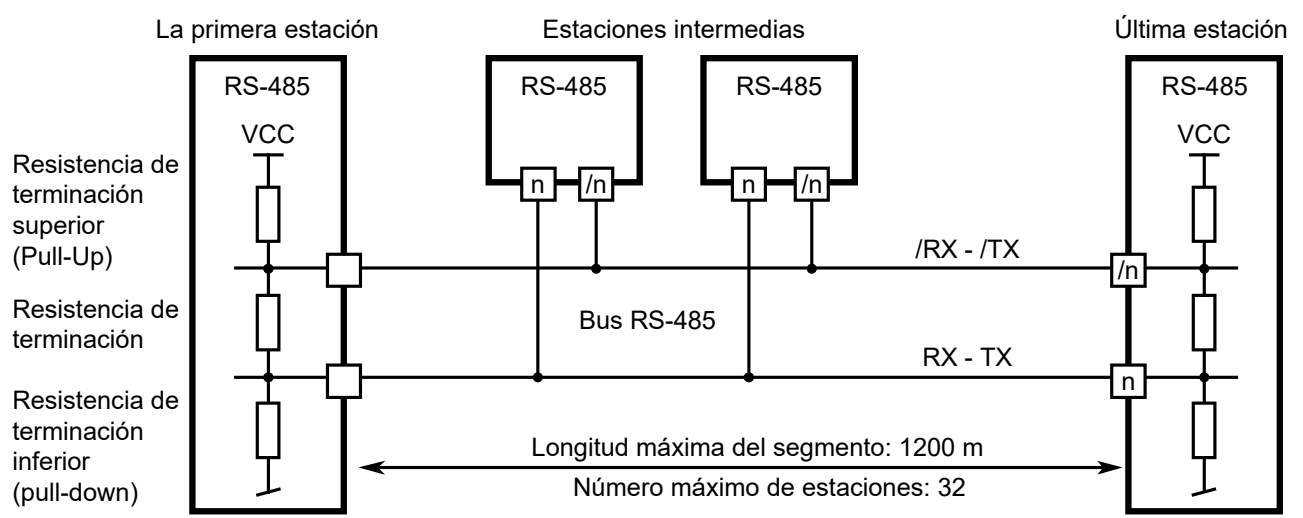 La primera estación
Estaciones intermedias
Última estación
RS-485
RS-485
RS-485
RS-485
VCC
VCC
Resistencia de
terminación
superior
(Pull-Up)
n
/n
n
/n
/RX - /TX
/n
Resistencia de
terminación
Bus RS-485
RX - TX
n
Resistencia de
terminación
inferior
(pull-down)
Longitud máxima del segmento: 1200 m
Número máximo de estaciones: 32